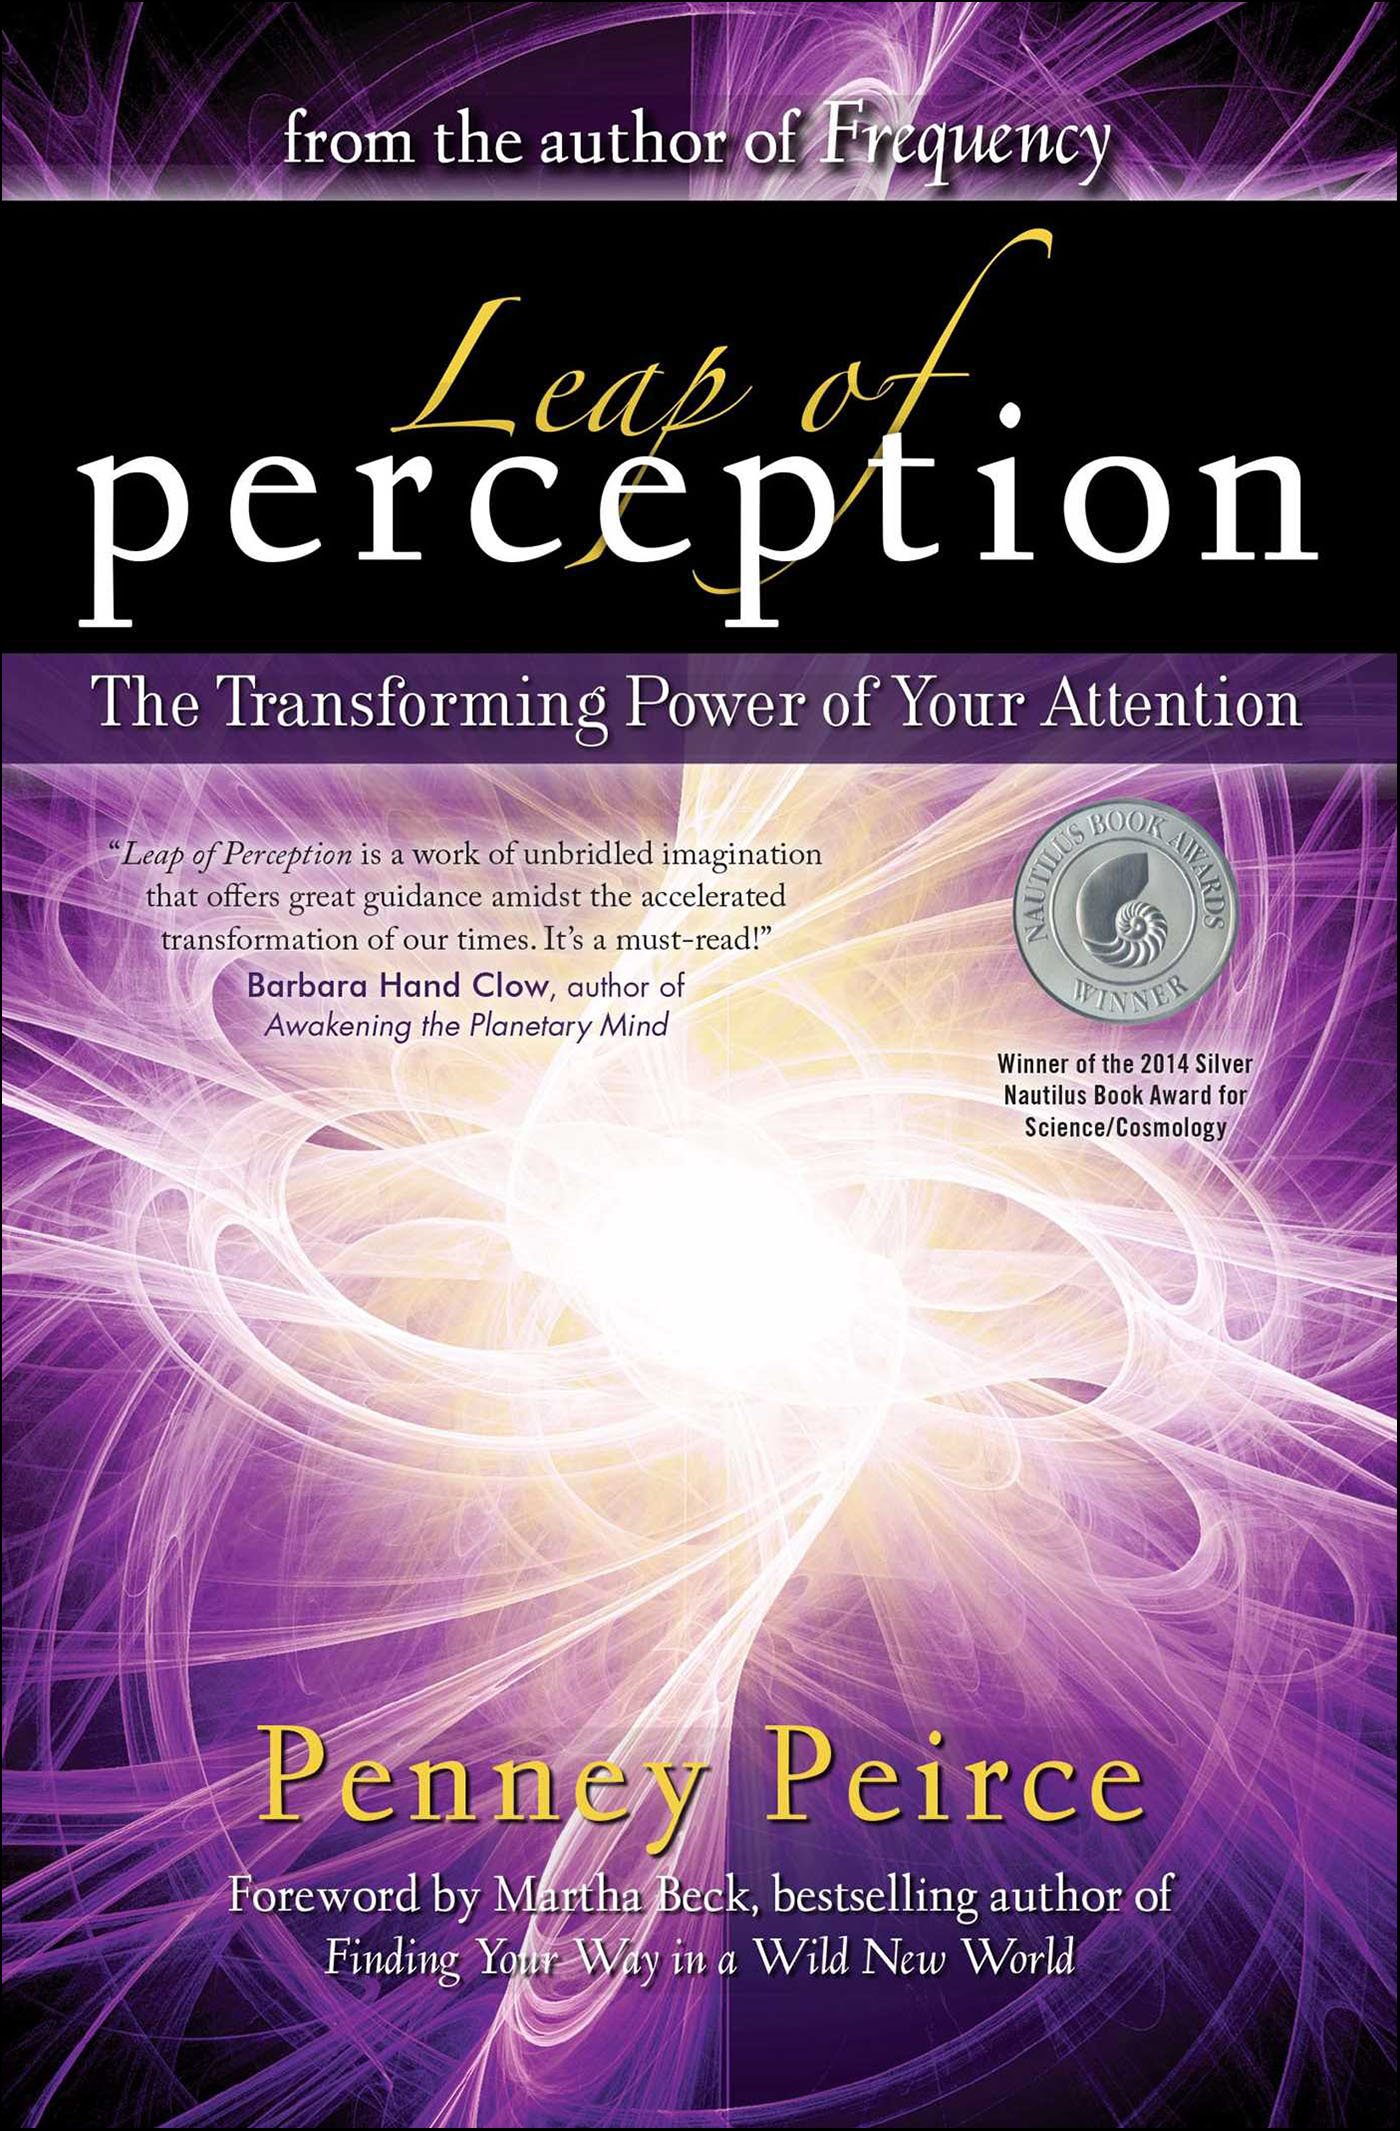 from the author of Frequency
Leap of
perception
The Transforming Power of Your Attention
“Leap of Perception is a work of unbridled imagination
that offers great guidance amidst the accelerated
transformation of our times. It’s a must-read!”
Barbara Hand Clow, author of
Awakening the Planetary Mind
NAUTILUS BOOK AWARDS
WINNER
Winner of the 2014 Silver
Nautilus Book Award for
Science/Cosmology
Penney Peirce
Foreword by Martha Beck, bestselling author of
Finding Your Way in a Wild New World